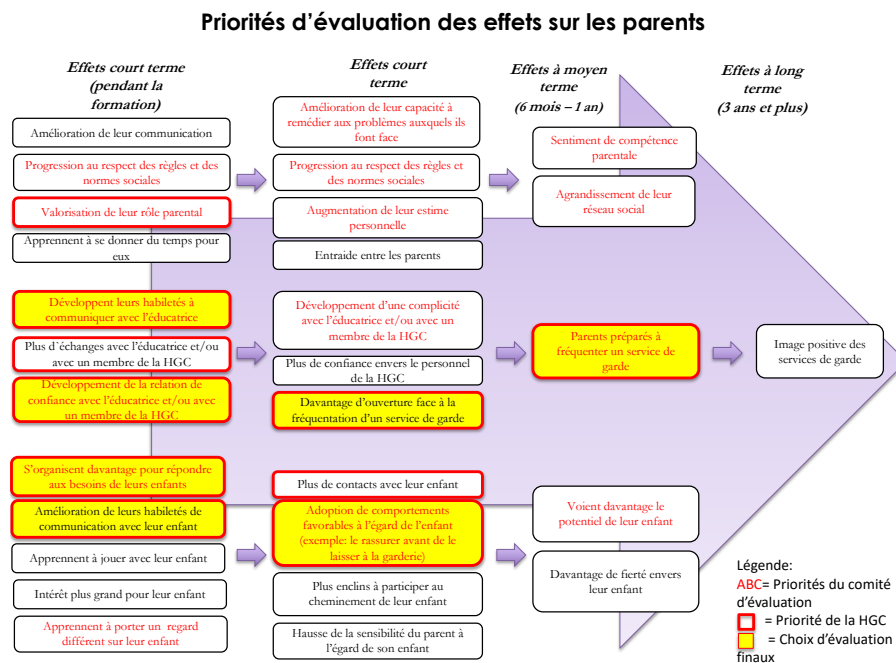 Priorités d’évaluation des effets sur les parents
Effets court terme
(pendant la
formation)
Amélioration de leur communication
Progression au respect des règles et des
normes sociales
Valorisation de leur rôle parental
Apprennent à se donner du temps pour
eux
Développent leurs habiletés à
communiquer avec l’éducatrice
Plus d`échanges avec l’éducatrice et/ou
avec un membre de la HGC
Développement de la relation de
confiance avec l’éducatrice et/ou avec
un membre de la HGC
S’organisent davantage pour répondre
aux besoins de leurs enfants
Amélioration de leurs habiletés de
communication avec leur enfant
Apprennent à jouer avec leur enfant
Intérêt plus grand pour leur enfant
Apprennent à porter un regard
différent sur leur enfant
Effets court
terme
Amélioration de leur capacité à
remédier aux problèmes auxquels ils
font face
Progression au respect des règles et
des normes sociales
Augmentation de leur estime
personnelle
Entraide entre les parents
Développement d’une complicité
avec l’éducatrice et/ou avec un
membre de la HGC
Plus de confiance envers le personnel
de la HGC
Davantage d’ouverture face à la
fréquentation d’un service de garde
Plus de contacts avec leur enfant
Adoption de comportements
favorables à l’égard de l’enfant
(exemple: le rassurer avant de le
laisser à la garderie)
Plus enclins à participer au
cheminement de leur enfant
Hausse de la sensibilité du parent à
l’égard de son enfant
Effets à moyen
terme
(6 mois – 1 an)
Sentiment de compétence
parentale
Agrandissement de leur
réseau social
Parents préparés à
fréquenter un service de
garde
Voient davantage le
potentiel de leur enfant
Davantage de fierté envers
leur enfant
Effets à long
terme
(3 ans et plus)
Image positive des
services de garde
Légende:
ABC= Priorités du comité
d’évaluation
= Priorité de la HGC
= Choix d’évaluation
finaux